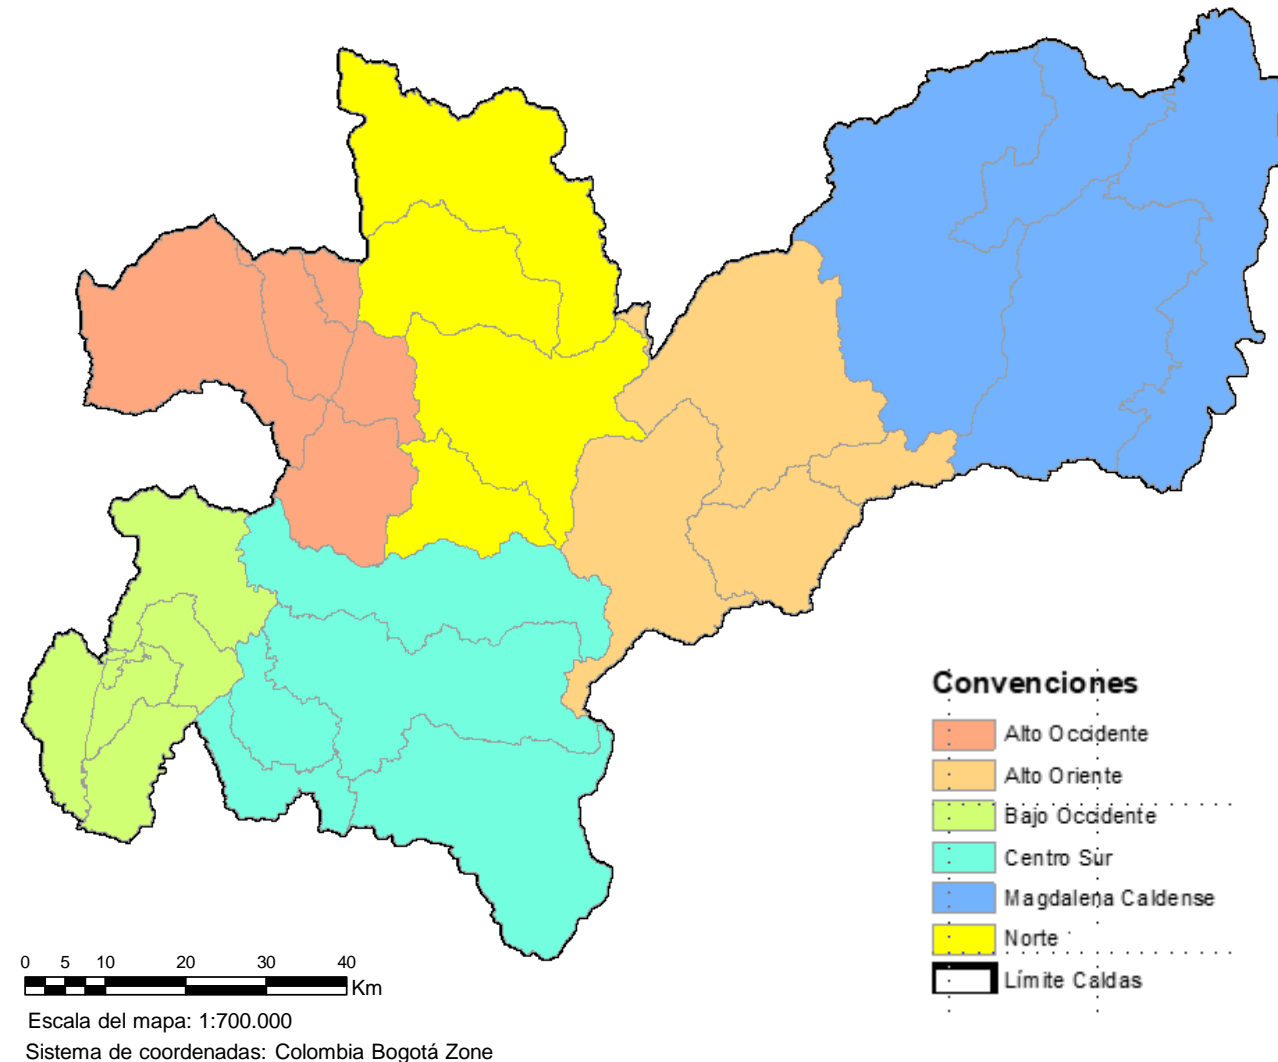 Convenciones
Alto Occidente
Alto Oriente
Bajo Occidente
Centro Sur
Magdalena Caldense
Norte
Límite Caldas
0 5 10 20 30 40
Km
Escala del mapa: 1:700.000
Sistema de coordenadas: Colombia Bogotá Zone